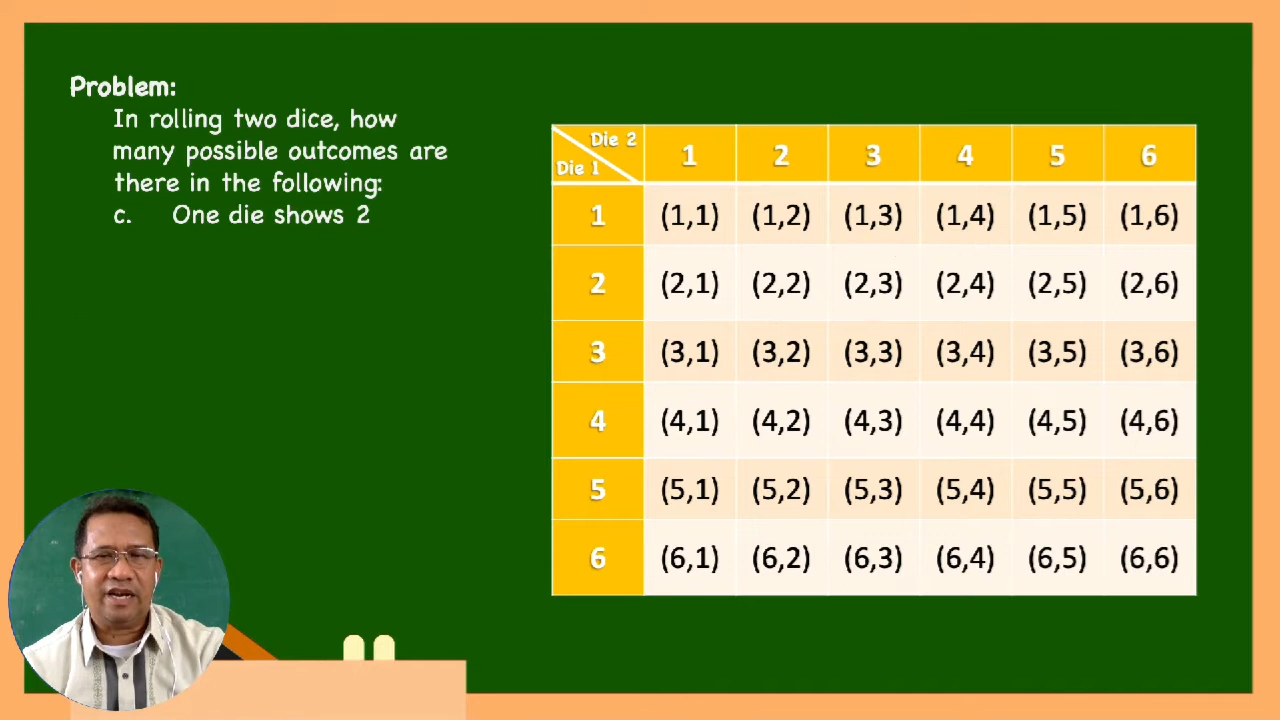 Problem:
In rolling two dice, how
many possible outcomes are
there in the following:
c. One die shows 2
Die 2
Die 1
1 2 3 4 5 6
1 (1,1) (1,2) (1,3) (1,4) (1,5) (1,6)
2 (2,1) (2,2) (2,3) (2,4) (2,5) (2,6)
3 (3,1) (3,2) (3,3) (3,4) (3,5) (3,6)
4 (4,1) (4,2) (4,3) (4,4) (4,5) (4,6)
5 (5,1) (5,2) (5,3) (5,4) (5,5) (5,6)
6 (6,1) (6,2) (6,3) (6,4) (6,5) (6,6)